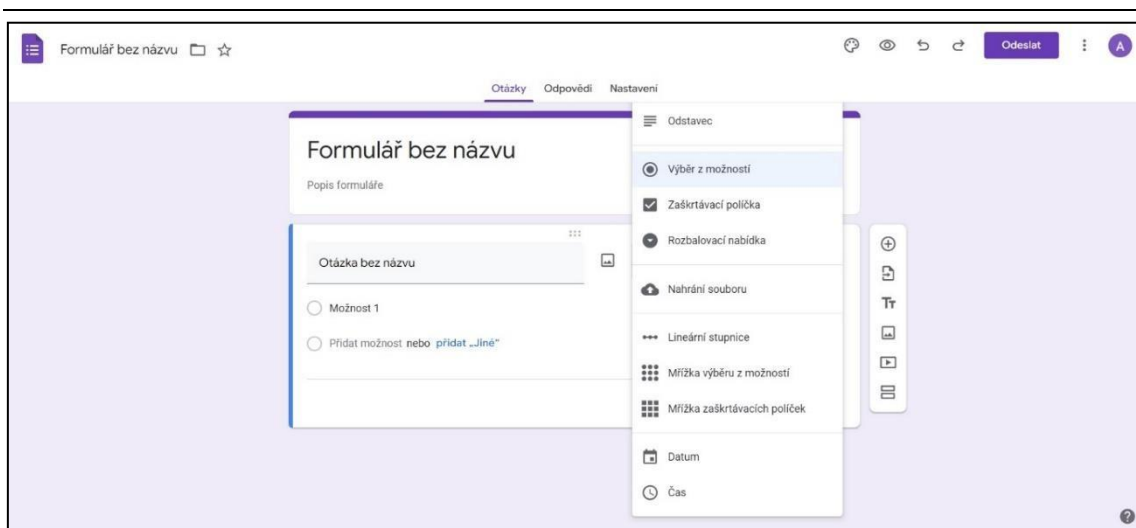 Formulář bez názvu
Odeslat
A
Otázky Odpovědi Nastavení
Formulář bez názvu
Popis formuláře
Otázka bez názvu
Možnost 1
Přidat možnost nebo přidat „Jiné“
Odstavec
Výběr z možností
Zaškrtávací políčka
Rozbalovací nabídka
Nahrání souboru
Lineární stupnice
Mřížka výběru z možností
Mřížka zaškrtávacích políček
Datum
Čas
Tт